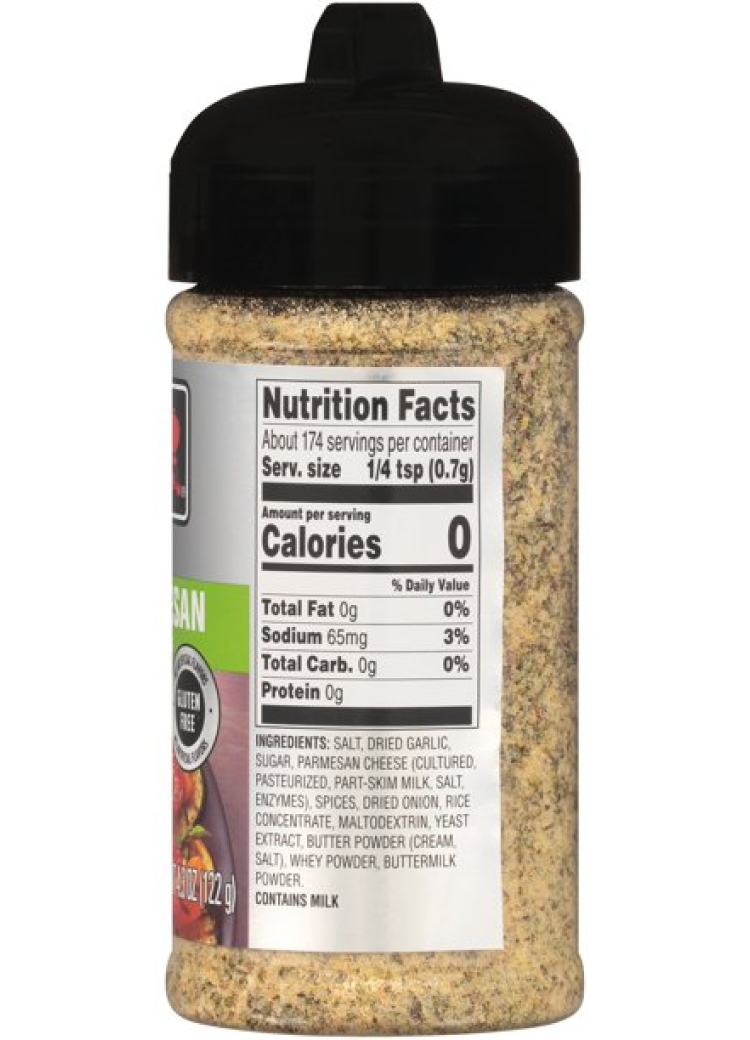 Nutrition Facts
About 174 servings per container
Serv. size 1/4 tsp (0.7g)
Amount per serving
Calories 0
% Daily Value
Total Fat 0g 0%
Sodium 65mg 3%
Total Carb. 0g 0%
Protein 0g
INGREDIENTS: SALT, DRIED GARLIC,
SUGAR, PARMESAN CHEESE (CULTURED,
PASTEURIZED, PART-SKIM MILK, SALT,
ENZYMES), SPICES, DRIED ONION, RICE
CONCENTRATE, MALTODEXTRIN, YEAST
EXTRACT, BUTTER POWDER (CREAM,
SALT), WHEY POWDER, BUTTERMILK
POWDER.
CONTAINS MILK
SAN
GLUTEN
FREE
OZ (122 g)